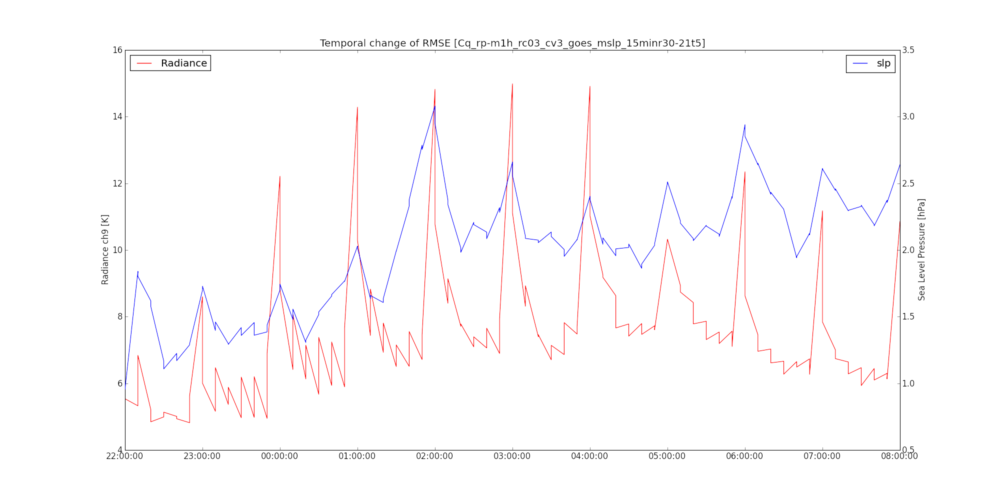 Temporal change of RMSE [Cq_rp-m1h_rc03_cv3_goes_mslp_15minr30-21t5]
Radiance
slp
16
14
12
10
8
6
4
Radiance ch9 [K]
3.5
3.0
2.5
2.0
1.5
1.0
0.5
Sea Level Pressure [hPa]
22:00:00 23:00:00 00:00:00 01:00:00 02:00:00 03:00:00 04:00:00 05:00:00 06:00:00 07:00:00 08:00:00